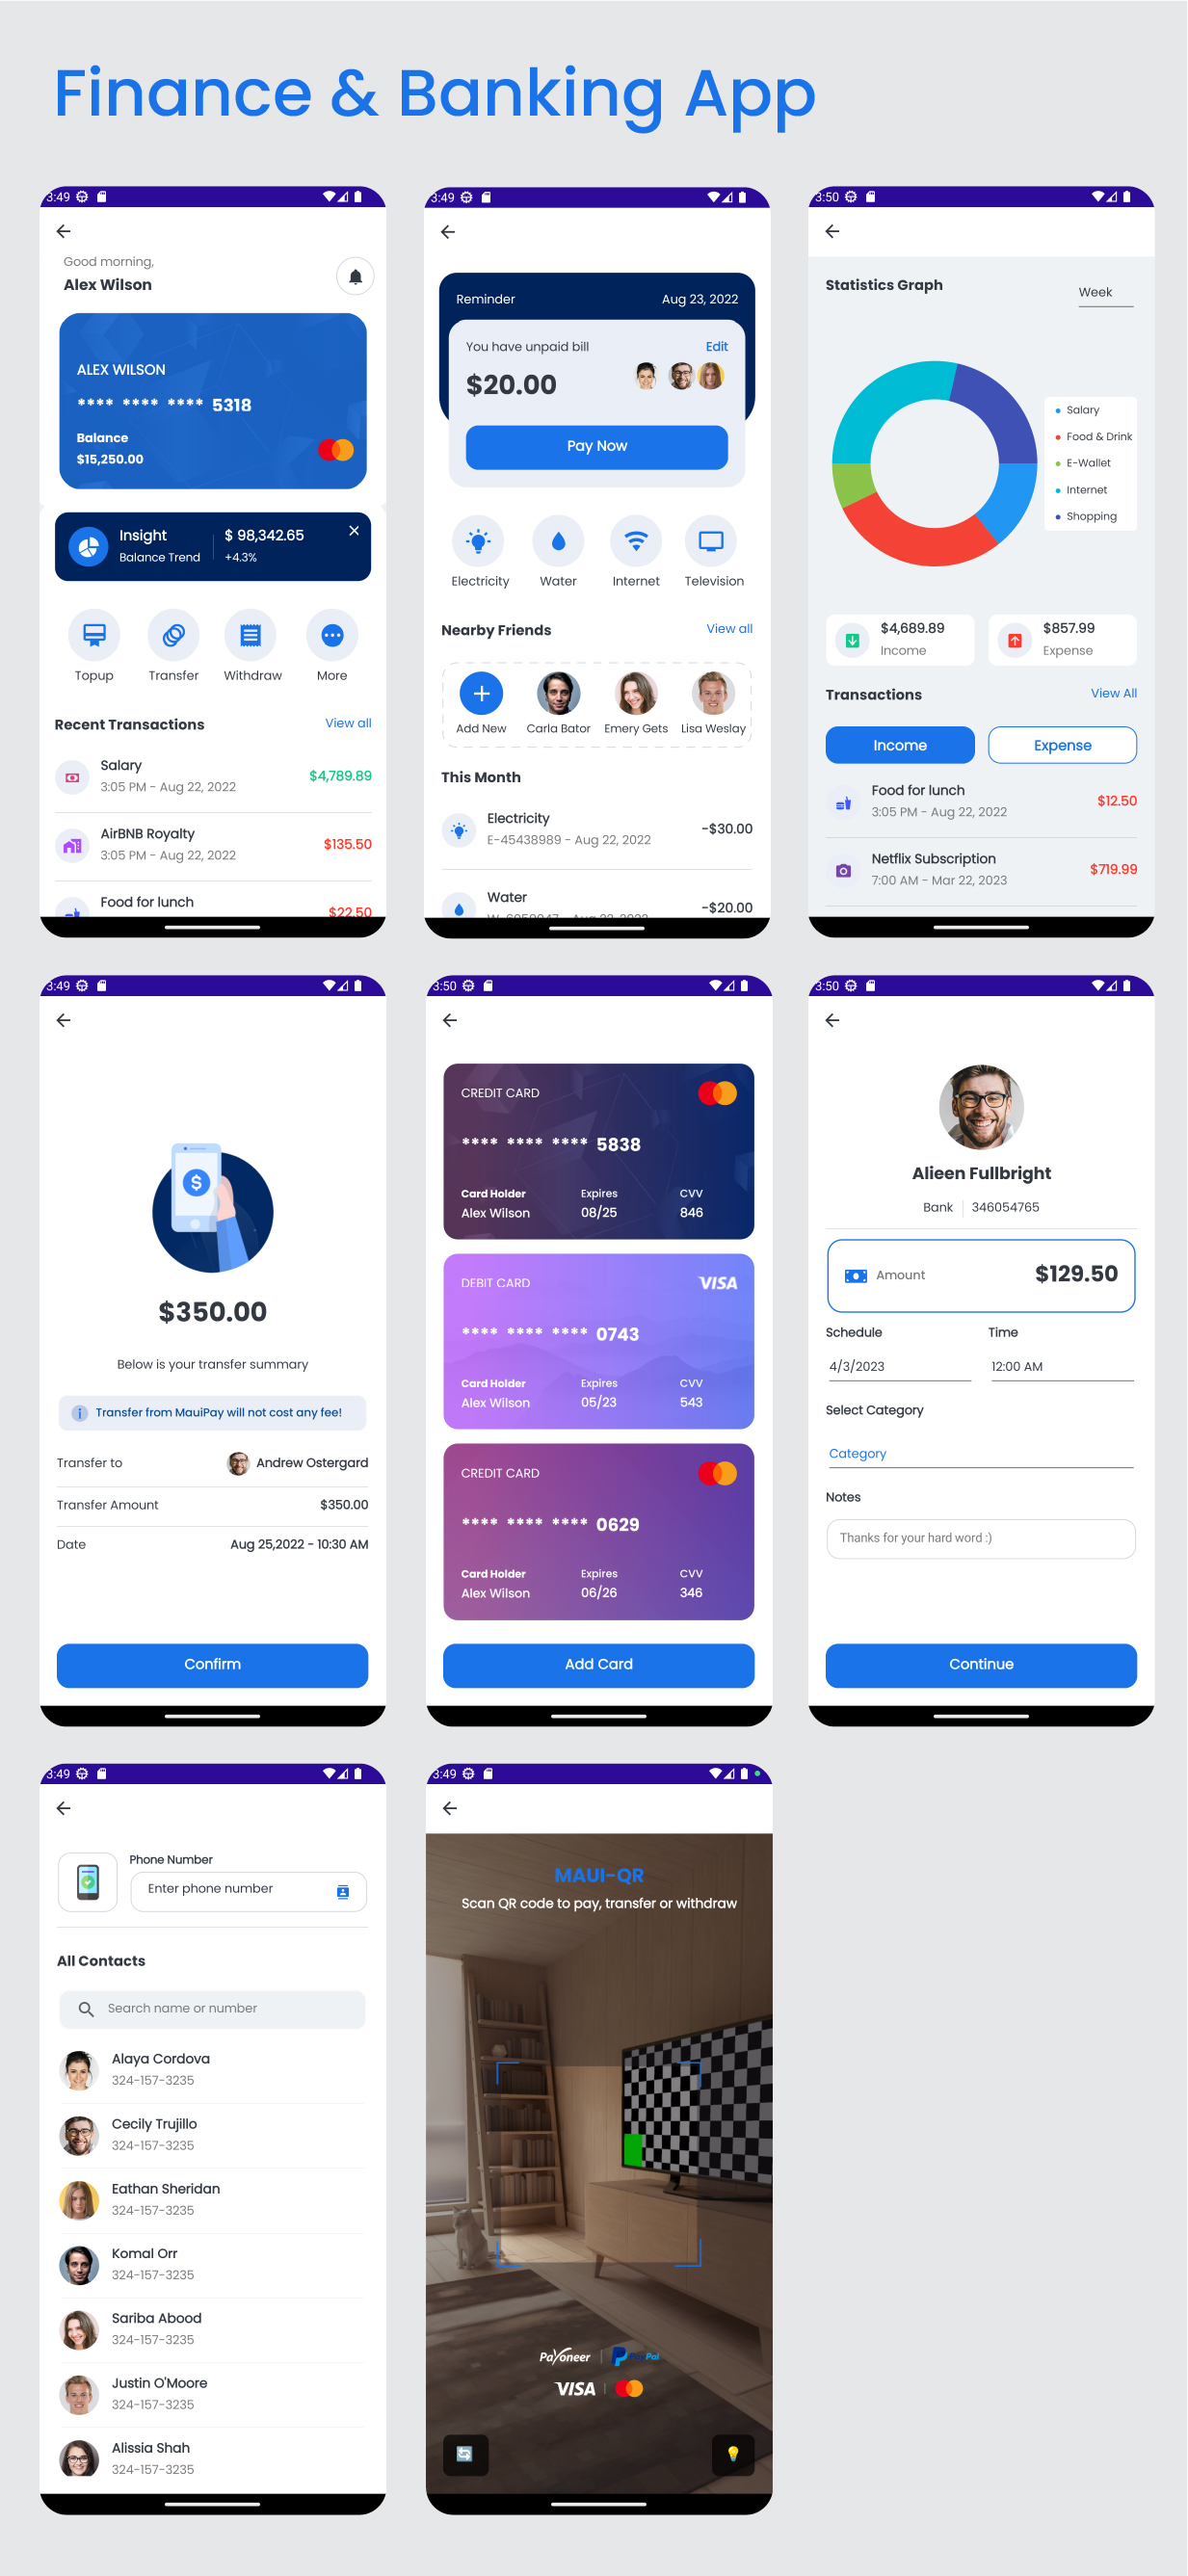 Finance & Banking App
3:49
Good morning,
Alex Wilson
ALEX WILSON
**** **** **** 5318
Balance
$15,250.00
Insight
Balance Trend
$ 98,342.65
+4.3%
Topup
Transfer
Withdraw
More
Recent Transactions
View all
Salary
3:05 PM - Aug 22, 2022
$4,789.89
AirBNB Royalty
3:05 PM - Aug 22, 2022
$135.50
Food for lunch
$22.50
3:49
Reminder
Aug 23, 2022
You have unpaid bill
Edit
$20.00
Pay Now
Electricity
Water
Internet
Television
Nearby Friends
View all
Add New
Carla Bator
Emery Gets
Lisa Weslay
This Month
Electricity
E-45438989 - Aug 22, 2022
-$30.00
Water
-$20.00
3:50
Statistics Graph
Week
Salary
Food & Drink
E-Wallet
Internet
Shopping
$4,689.89
Income
$857.99
Expense
Transactions
View All
Income
Expense
Food for lunch
3:05 PM - Aug 22, 2022
$12.50
Netflix Subscription
7:00 AM - Mar 22, 2023
$719.99
3:49
$350.00
Below is your transfer summary
Transfer from MauiPay will not cost any fee!
Transfer to
Andrew Ostergard
Transfer Amount
$350.00
Date
Aug 25,2022 - 10:30 AM
Confirm
3:50
CREDIT CARD
**** **** **** 5838
Card Holder
Expires
CVV
Alex Wilson
08/25
846
DEBIT CARD
VISA
**** **** **** 0743
Card Holder
Expires
CVV
Alex Wilson
05/23
543
CREDIT CARD
**** **** **** 0629
Card Holder
Expires
CVV
Alex Wilson
06/26
346
Add Card
3:50
Alieen Fullbright
Bank
346054765
Amount
$129.50
Schedule
Time
4/3/2023
12:00 AM
Select Category
Category
Notes
Thanks for your hard word :)
Continue
3:49
Phone Number
Enter phone number
All Contacts
Search name or number
Alaya Cordova
324-157-3235
Cecily Trujillo
324-157-3235
Eathan Sheridan
324-157-3235
Komal Orr
324-157-3235
Sariba Abood
324-157-3235
Justin O'Moore
324-157-3235
Alissia Shah
324-157-3235
3:49
MAUI-QR
Scan QR code to pay, transfer or withdraw
Payoneer
PayPal
VISA